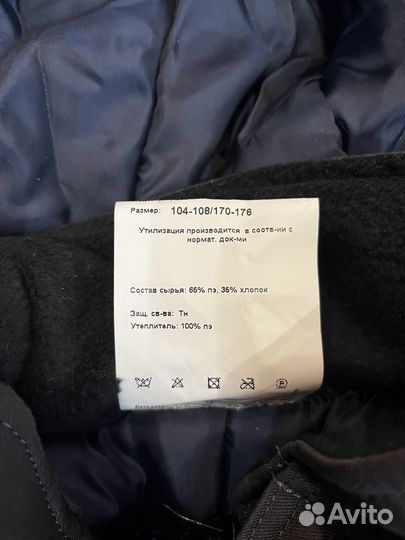 Размер: 104-108/170-176
Утилизация производится в соотв-ии с
нормат. док-ми
Состав сырья: 65% пэ, 35% хлопок
Защ. св-ва: Тн
Утеплитель: 100% пэ
Avito